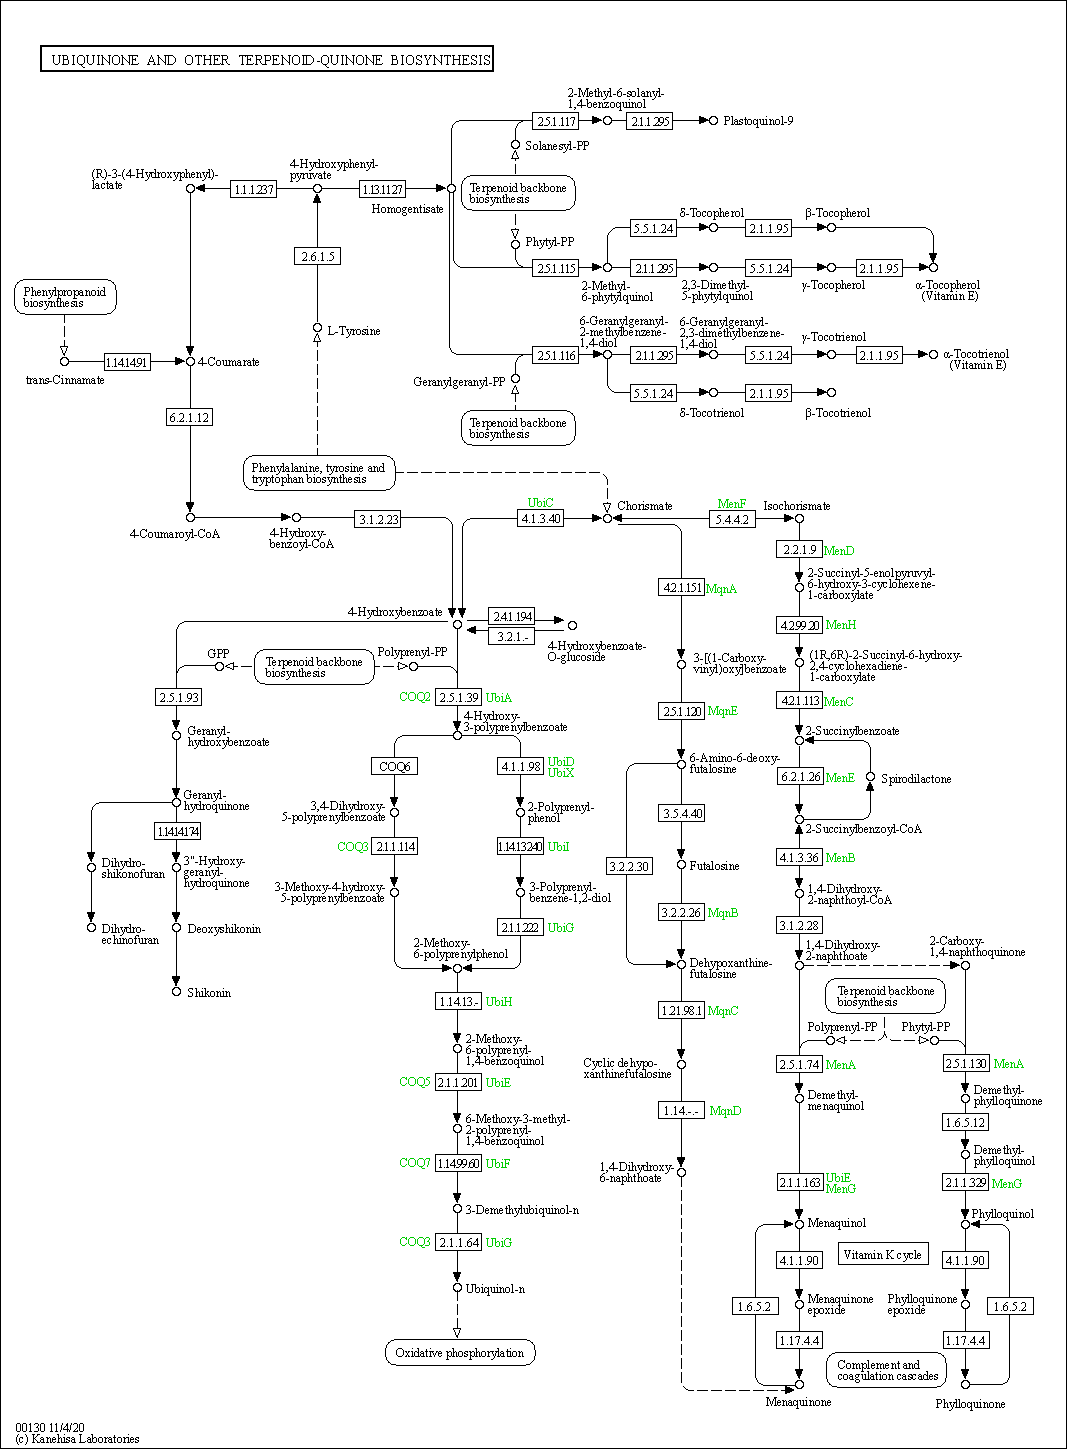 UBIQUINONE AND OTHER TERPENOID-QUINONE BIOSYNTHESIS
2-Methyl-6-solanyl-
1,4-benzoquinol
2.5.1.117
2.1.1.295
Plastoquinol-9
Solanesyl-PP
(R)-3-(4-Hydroxyphenyl)-
lactate
1.1.1.237
4-Hydroxyphenyl-
pyruvate
1.13.11.27
Homogentisate
Terpenoid backbone
biosynthesis
Phytyl-PP
δ-Tocopherol
β-Tocopherol
5.5.1.24
2.1.1.95
2.6.1.5
2.5.1.115
2.1.1.295
5.5.1.24
2.1.1.95
2-Methyl-
6-phytylquinol
2,3-Dimethyl-
5-phytylquinol
γ-Tocopherol
α-Tocopherol
(Vitamin E)
Phenylpropanoid
biosynthesis
L-Tyrosine
6-Geranylgeranyl-
2-methylbenzene-
1,4-diol
6-Geranylgeranyl-
2,3-dimethylbenzene-
1,4-diol
γ-Tocotrienol
2.5.1.116
2.1.1.295
5.5.1.24
2.1.1.95
α-Tocotrienol
(Vitamin E)
trans-Cinnamate
1.14.14.91
4-Coumarate
Geranylgeranyl-PP
5.5.1.24
2.1.1.95
δ-Tocotrienol
β-Tocotrienol
6.2.1.12
Terpenoid backbone
biosynthesis
Phenylalanine, tyrosine and
tryptophan biosynthesis
4-Coumaroyl-CoA
4-Hydroxy-
benzoyl-CoA
3.1.2.23
UbiC
4.1.3.40
Chorismate
MenF
5.4.4.2
Isochorismate
2.2.1.9
MenD
4.2.1.151
MqnA
2-Succinyl-5-enolpyruvyl-
6-hydroxy-3-cyclohexene-
1-carboxylate
4-Hydroxybenzoate
2.4.1.194
3.2.1.-
4-Hydroxybenzoate-
O-glucoside
4.2.99.20
MenH
GPP
Terpenoid backbone
biosynthesis
Polyprenyl-PP
3-[(1-Carboxy-
vinyl)oxy]benzoate
(1R,6R)-2-Succinyl-6-hydroxy-
2,4-cyclohexadiene-
1-carboxylate
2.5.1.93
COQ2
2.5.1.39
UbiA
2.5.1.120
MqnE
4.2.1.113
MenC
Geranyl-
hydroxybenzoate
4-Hydroxy-
3-polyprenylbenzoate
2-Succinylbenzoate
COQ6
4.1.1.98
UbiD
UbiX
6-Amino-6-deoxy-
futalosine
6.2.1.26
MenE
Spirodilactone
Geranyl-
hydroquinone
3,4-Dihydroxy-
5-polyprenylbenzoate
2-Polyprenyl-
phenol
3.5.4.40
2-Succinylbenzoyl-CoA
1.14.14.174
COQ3
2.1.1.114
1.14.13.240
UbiI
3.2.2.30
Futalosine
4.1.3.36
MenB
Dihydro-
shikonofuran
3''-Hydroxy-
geranyl-
hydroquinone
3-Methoxy-4-hydroxy-
5-polyprenylbenzoate
3-Polyprenyl-
benzene-1,2-diol
1,4-Dihydroxy-
2-naphthoyl-CoA
3.2.2.26
MqnB
Dihydro-
echinofuran
Deoxyshikonin
2.1.1.222
UbiG
3.1.2.28
2-Methoxy-
6-polyprenylphenol
Dehypoxanthine-
futalosine
1,4-Dihydroxy-
2-naphthoate
2-Carboxy-
1,4-naphthoquinone
Shikonin
1.14.13.-
UbiH
1.21.98.1
MqnC
Terpenoid backbone
biosynthesis
Polyprenyl-PP
Phytyl-PP
2-Methoxy-
6-polyprenyl-
1,4-benzoquinol
Cyclic dehypo-
xanthinefutalosine
2.5.1.74
MenA
2.5.1.130
MenA
COQ5
2.1.1.201
UbiE
Demethyl-
menaquinol
Demethyl-
phylloquinone
1.14.-.-
MqnD
1.6.5.12
6-Methoxy-3-methyl-
2-polyprenyl-
1,4-benzoquinol
COQ7
1.14.99.60
UbiF
Demethyl-
phylloquinol
1,4-Dihydroxy-
6-naphthoate
2.1.1.163
UbiE
MenG
2.1.1.329
MenG
3-Demethylubiquinol-n
Menaquinol
Phylloquinol
COQ3
2.1.1.64
UbiG
Vitamin K cycle
4.1.1.90
4.1.1.90
Ubiquinol-n
1.6.5.2
Menaquinone
epoxide
Phylloquinone
epoxide
1.6.5.2
1.17.4.4
1.17.4.4
Oxidative phosphorylation
Complement and
coagulation cascades
Menaquinone
Phylloquinone
00130 11/4/20
(c) Kanehisa Laboratories